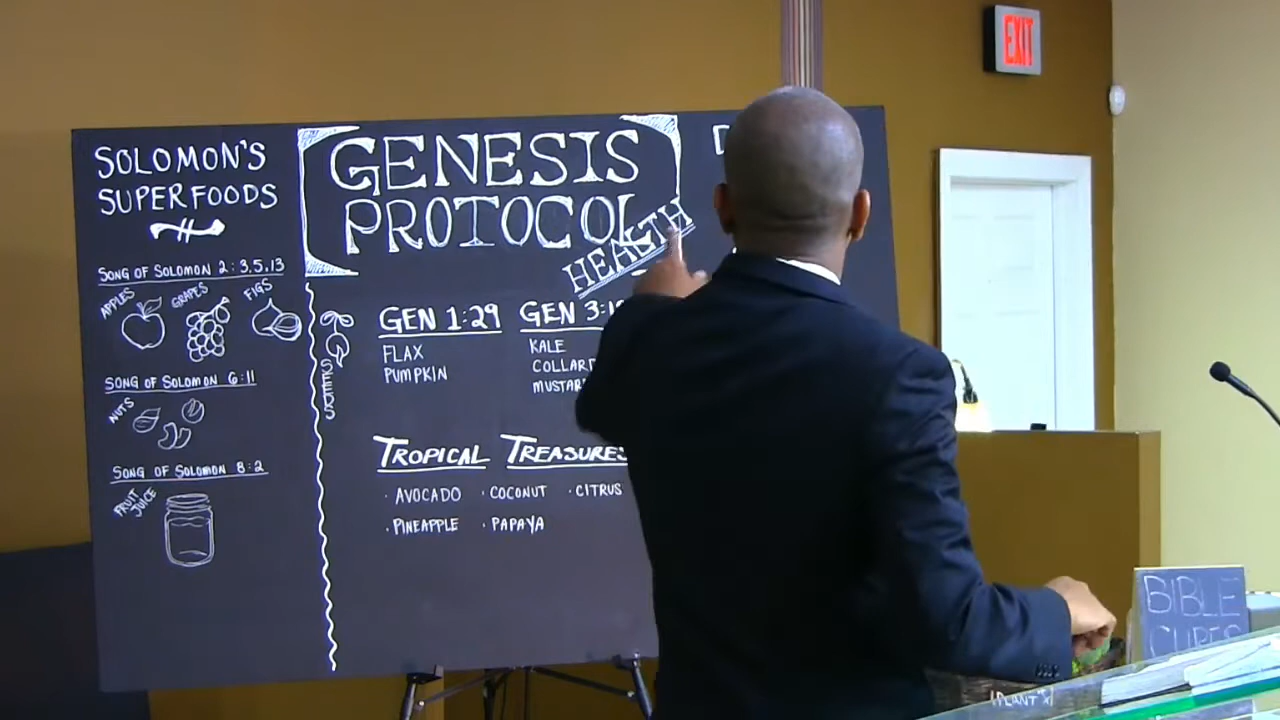 SOLOMON'S
SUPERFOODS
SONG OF SOLOMON 2:3,5,13
APPLES
GRAPES
FIGS
SONG OF SOLOMON 6:11
NUTS
SONG OF SOLOMON 8:2
FRUIT
JUICE
GENESIS
PROTOCOL
HEALTH
GEN 1:29
FLAX
PUMPKIN
GEN
KALE
TROPICAL TREASURES
· AVOCADO · COCONUT · CITRUS
· PINEAPPLE · PAPAYA
EXIT
BIBLE
CURES